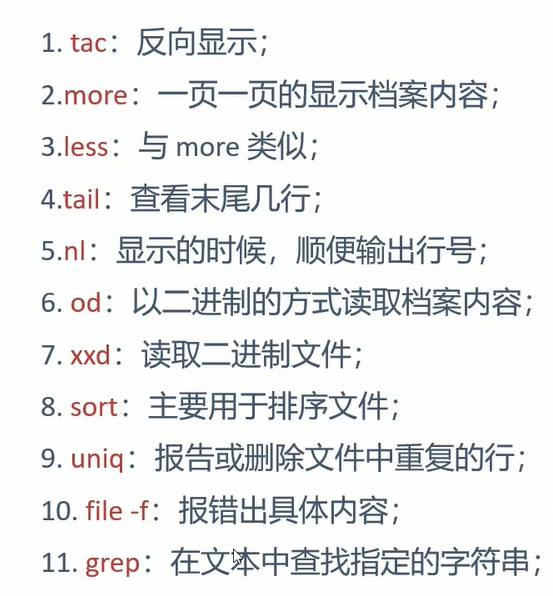 1. tac：反向显示；
2.more：一页一页的显示档案内容；
3.less：与 more 类似；
4.tail：查看末尾几行；
5.nl：显示的时候，顺便输出行号；
6. od：以二进制的方式读取档案内容；
7. xxd：读取二进制文件；
8. sort：主要用于排序文件；
9. uniq：报告或删除文件中重复的行；
10. file -f：报错出具体内容；
11. grep：在文本中查找指定的字符串；